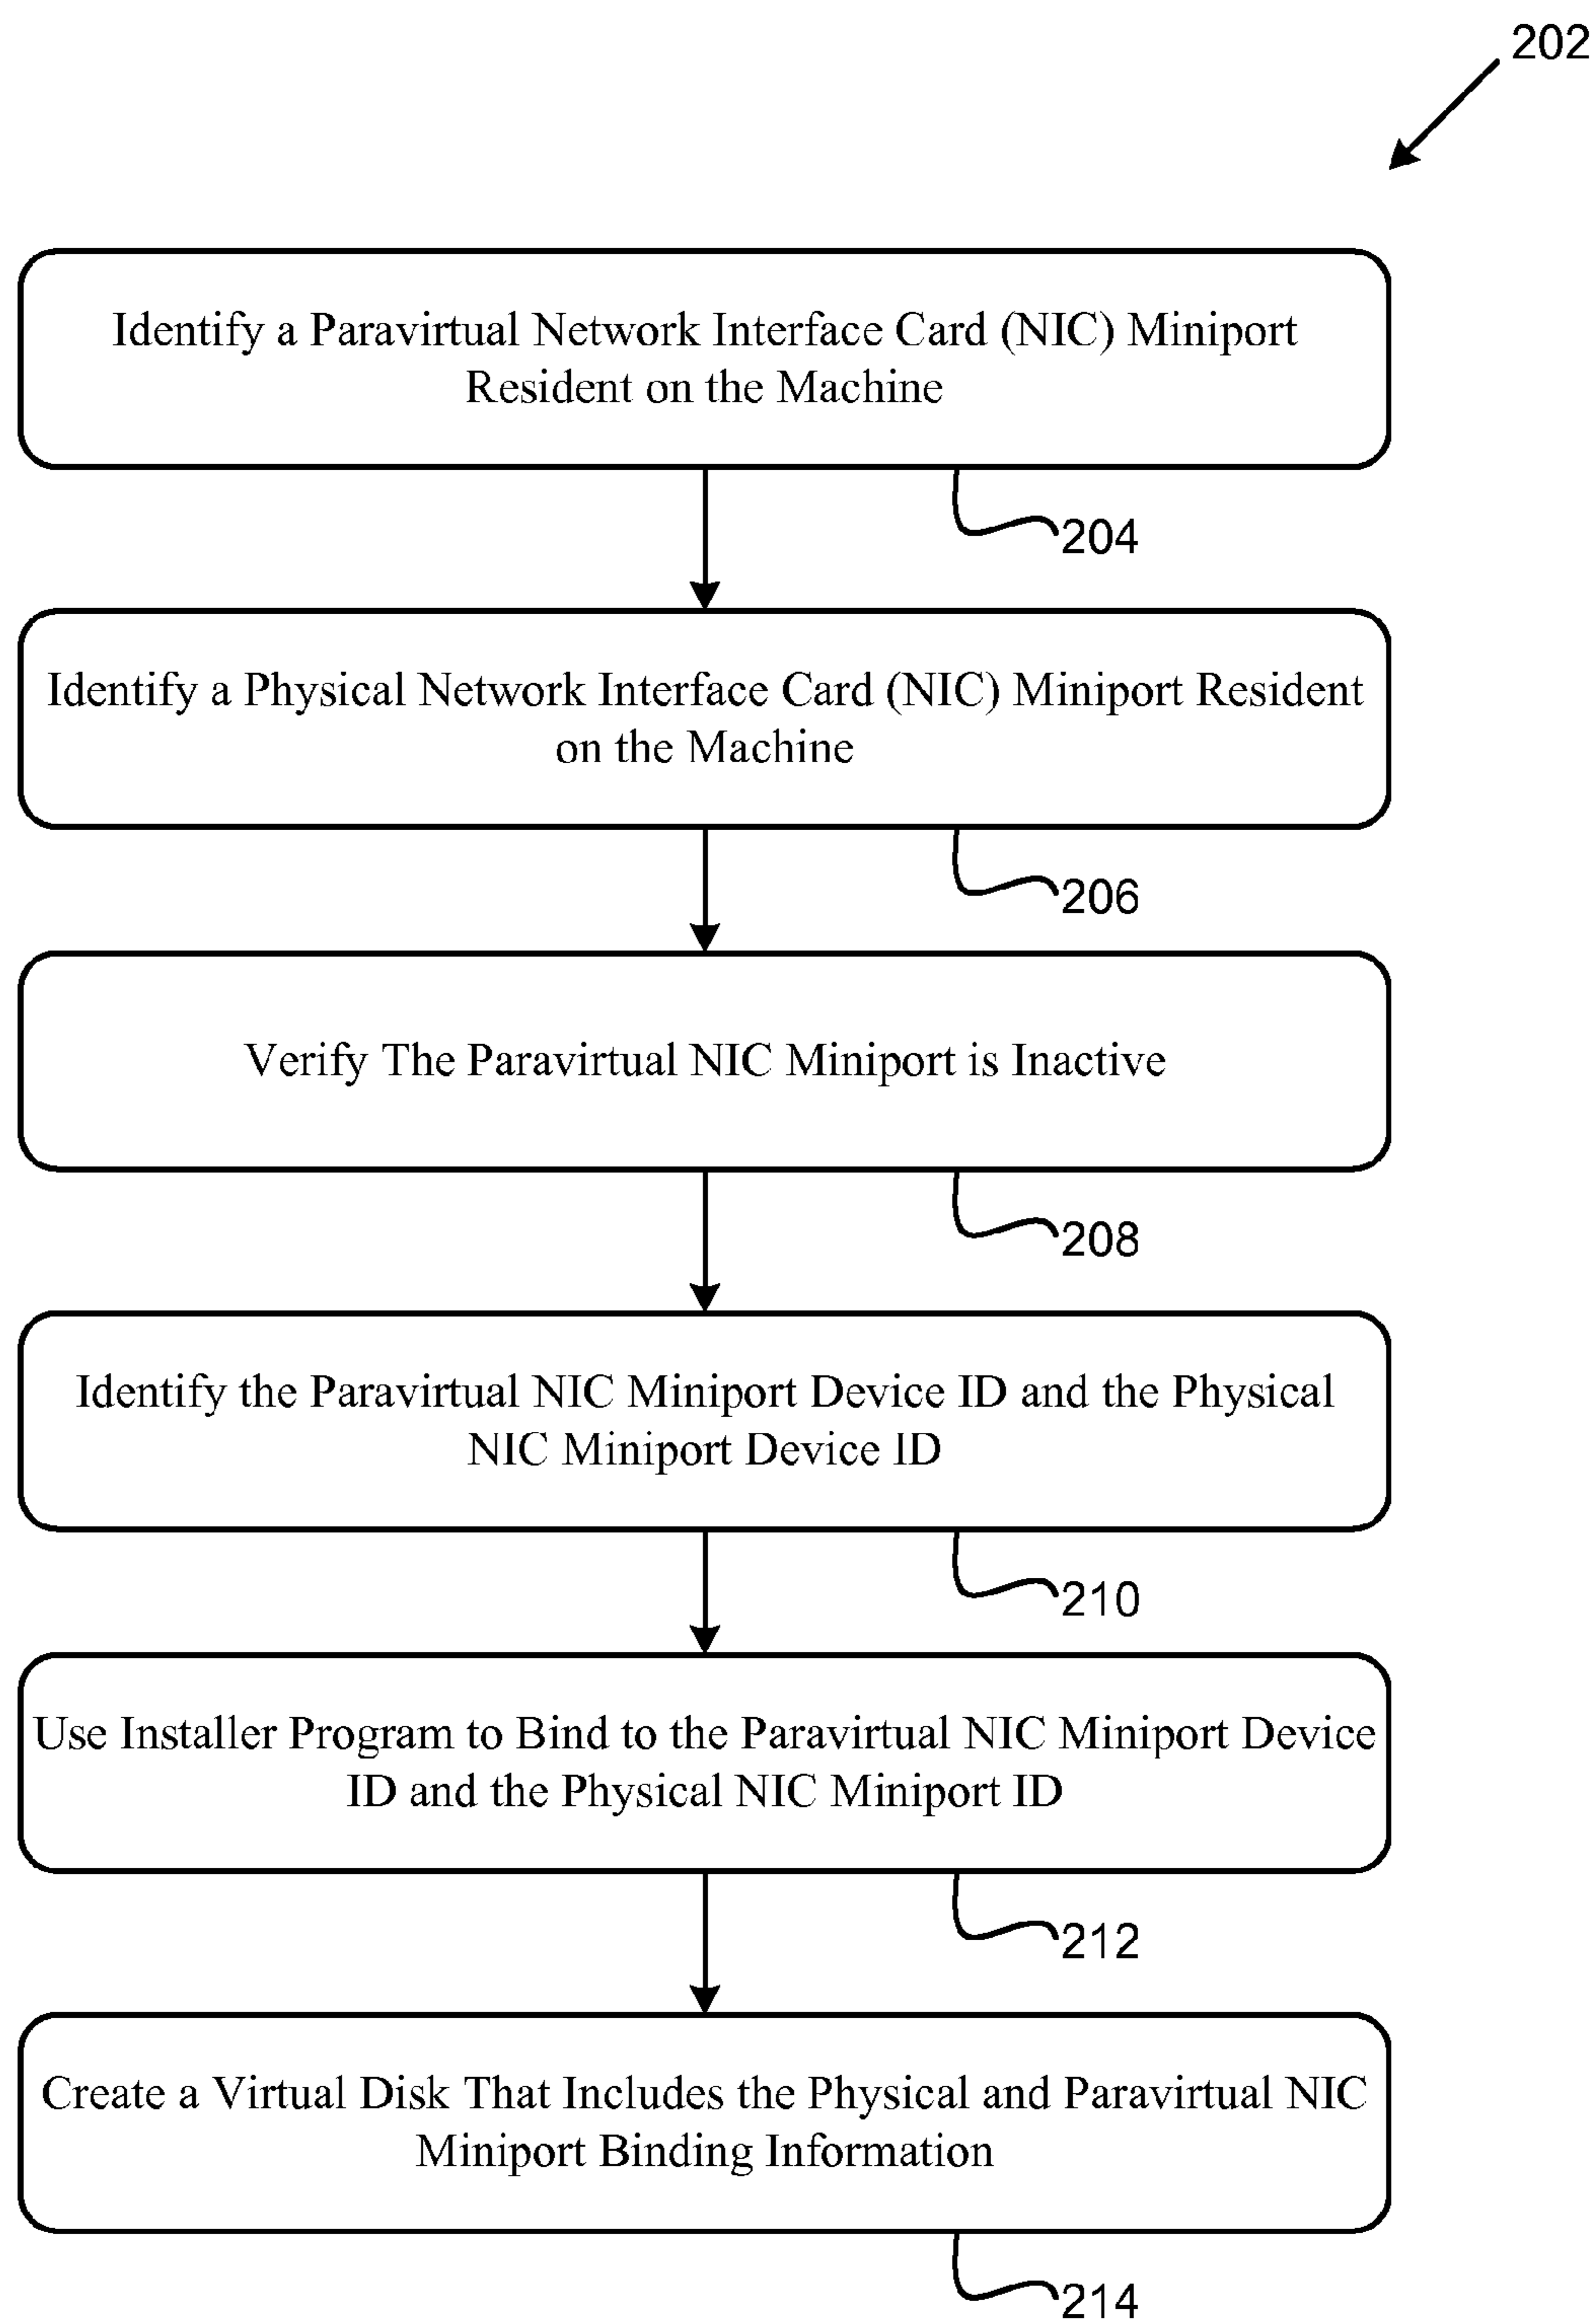 202
Identify a Paravirtual Network Interface Card (NIC) Miniport
Resident on the Machine
204
Identify a Physical Network Interface Card (NIC) Miniport Resident
on the Machine
206
Verify The Paravirtual NIC Miniport is Inactive
208
Identify the Paravirtual NIC Miniport Device ID and the Physical
NIC Miniport Device ID
210
Use Installer Program to Bind to the Paravirtual NIC Miniport Device
ID and the Physical NIC Miniport ID
212
Create a Virtual Disk That Includes the Physical and Paravirtual NIC
Miniport Binding Information
214